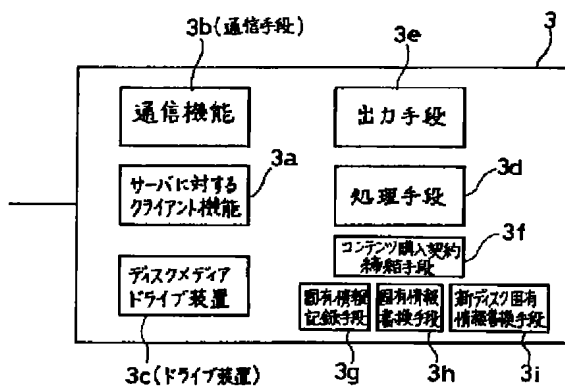 3b(通信手段)
3e
3
通信機能
出力手段
3a
サーバに対する
クライアント機能
処理手段
3d
3f
コンテンツ購入契約
締結手段
ディスクメディア
ドライブ装置
固有情報
記録手段
固有情報
書換手段
新ディスク固有
情報書換手段
3c(ドライブ装置)
3g
3h
3i